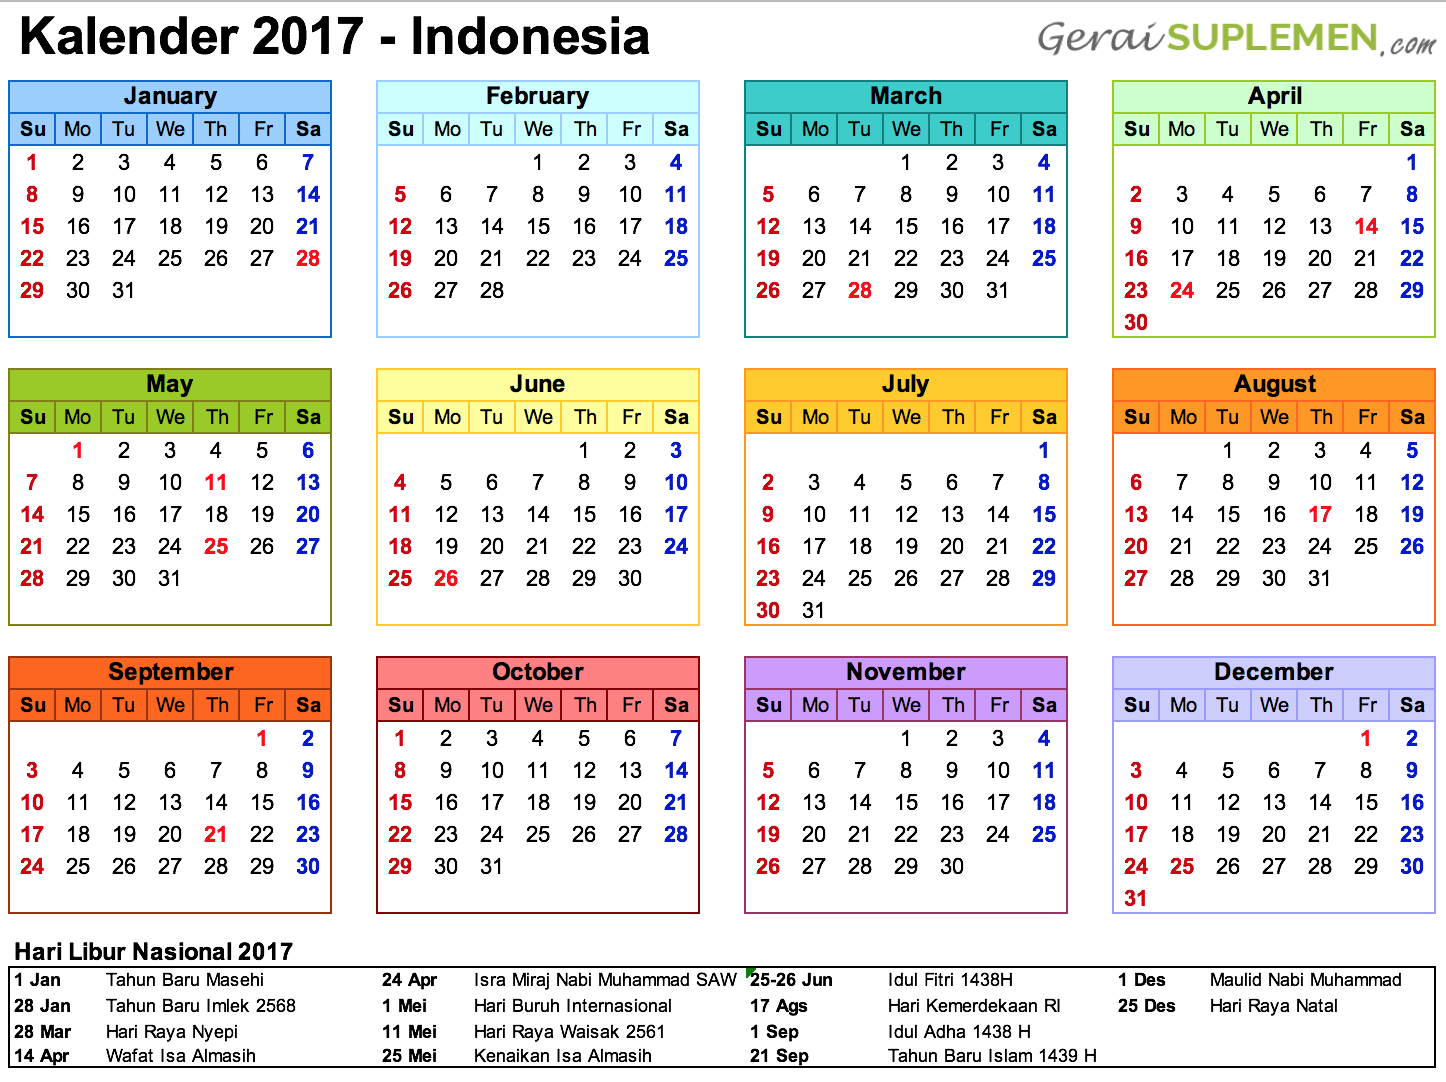 Kalender 2017 - Indonesia
Gerai SUPLEMEN.com
January
Su Mo Tu We Th Fr Sa
1 2 3 4 5 6 7
8 9 10 11 12 13 14
15 16 17 18 19 20 21
22 23 24 25 26 27 28
29 30 31
February
Su Mo Tu We Th Fr Sa
1 2 3 4
5 6 7 8 9 10 11
12 13 14 15 16 17 18
19 20 21 22 23 24 25
26 27 28
March
Su Mo Tu We Th Fr Sa
1 2 3 4
5 6 7 8 9 10 11
12 13 14 15 16 17 18
19 20 21 22 23 24 25
26 27 28 29 30 31
April
Su Mo Tu We Th Fr Sa
1
2 3 4 5 6 7 8
9 10 11 12 13 14 15
16 17 18 19 20 21 22
23 24 25 26 27 28 29
30
May
Su Mo Tu We Th Fr Sa
1 2 3 4 5 6
7 8 9 10 11 12 13
14 15 16 17 18 19 20
21 22 23 24 25 26 27
28 29 30 31
June
Su Mo Tu We Th Fr Sa
1 2 3
4 5 6 7 8 9 10
11 12 13 14 15 16 17
18 19 20 21 22 23 24
25 26 27 28 29 30
July
Su Mo Tu We Th Fr Sa
1
2 3 4 5 6 7 8
9 10 11 12 13 14 15
16 17 18 19 20 21 22
23 24 25 26 27 28 29
30 31
August
Su Mo Tu We Th Fr Sa
1 2 3 4 5
6 7 8 9 10 11 12
13 14 15 16 17 18 19
20 21 22 23 24 25 26
27 28 29 30 31
September
Su Mo Tu We Th Fr Sa
1 2
3 4 5 6 7 8 9
10 11 12 13 14 15 16
17 18 19 20 21 22 23
24 25 26 27 28 29 30
October
Su Mo Tu We Th Fr Sa
1 2 3 4 5 6 7
8 9 10 11 12 13 14
15 16 17 18 19 20 21
22 23 24 25 26 27 28
29 30 31
November
Su Mo Tu We Th Fr Sa
1 2 3 4
5 6 7 8 9 10 11
12 13 14 15 16 17 18
19 20 21 22 23 24 25
26 27 28 29 30
December
Su Mo Tu We Th Fr Sa
1 2
3 4 5 6 7 8 9
10 11 12 13 14 15 16
17 18 19 20 21 22 23
24 25 26 27 28 29 30
31
Hari Libur Nasional 2017
1 Jan Tahun Baru Masehi
28 Jan Tahun Baru Imlek 2568
28 Mar Hari Raya Nyepi
14 Apr Wafat Isa Almasih
24 Apr Isra Miraj Nabi Muhammad SAW
1 Mei Hari Buruh Internasional
11 Mei Hari Raya Waisak 2561
25 Mei Kenaikan Isa Almasih
25-26 Jun Idul Fitri 1438H
17 Ags Hari Kemerdekaan RI
1 Sep Idul Adha 1438 H
21 Sep Tahun Baru Islam 1439 H
1 Des Maulid Nabi Muhammad
25 Des Hari Raya Natal